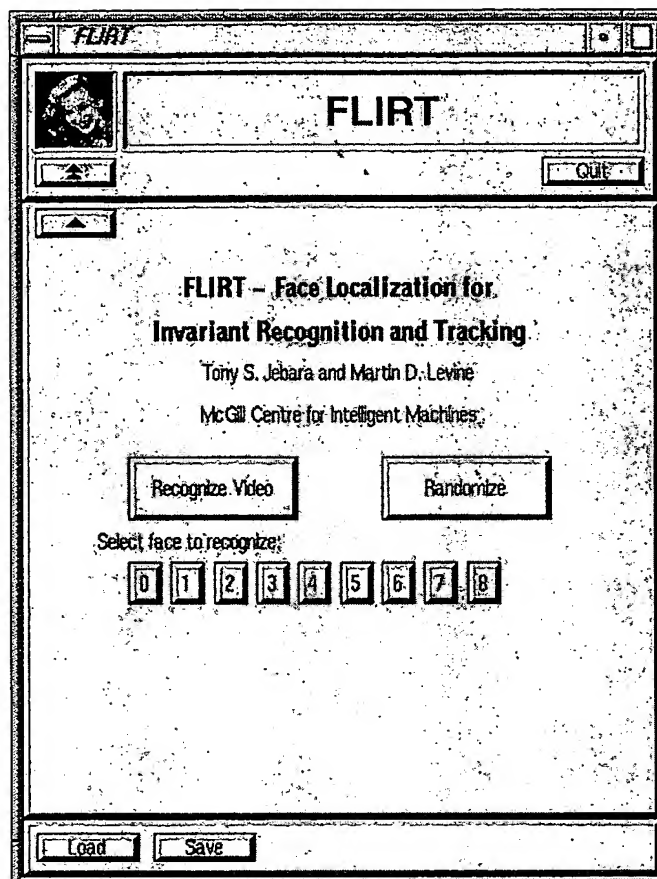 FLIRT
FLIRT
Quit
FLIRT – Face Localization for
Invariant Recognition and Tracking
Tony S. Jebara and Martin D. Levine
McGill Centre for Intelligent Machines
Recognize Video Randomize
Select face to recognize:
0 1 2 3 4 5 6 7 8
Load Save